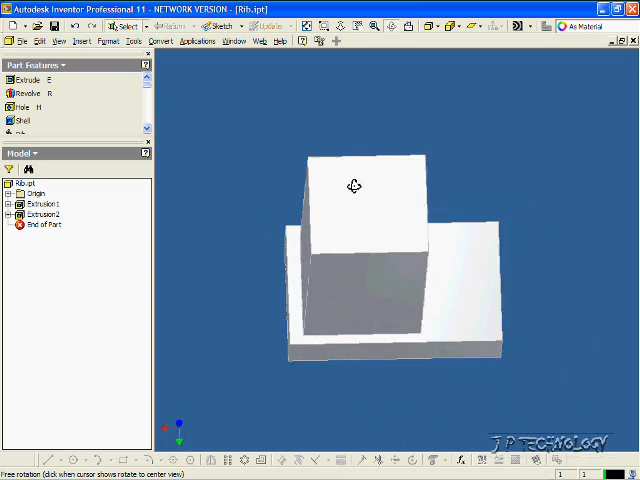 Autodesk Inventor Professional 11 - NETWORK VERSION - [Rib.ipt]
Select Return Sketch Update As Material
File Edit View Insert Format Tools Convert Applications Window Web Help
Part Features
Extrude E
Revolve R
Hole H
Shell
Rib
Model
Rib.ipt
Origin
Extrusion1
Extrusion2
End of Part
J P TECHNOLOGY
Free rotation (click when cursor shows rotate to center view)
1 1